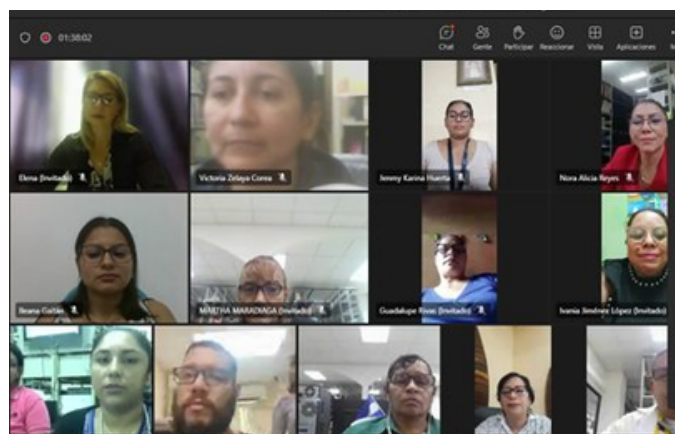 01:38:02
Chat Gente Participar Reaccionar Vista Aplicaciones
Elena (Invitado) Victoria Zelaya Correa Jenmy Karina Huerta Nora Alicia Reyes
Ileana Gaitán MARTHA MARADIAGA (Invitado) Guadalupe Rivas (Invitado) Ivania Jiménez López (Invitado)